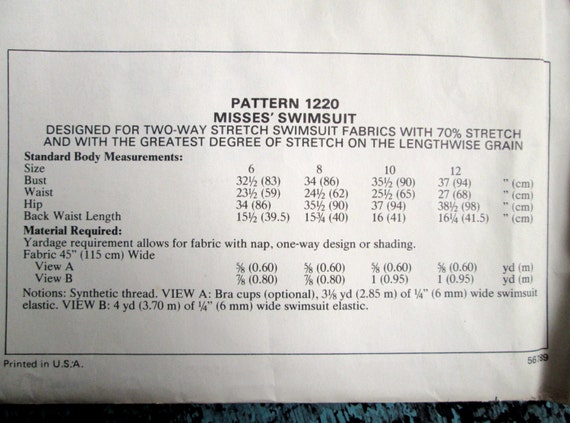 PATTERN 1220
MISSES' SWIMSUIT
DESIGNED FOR TWO-WAY STRETCH SWIMSUIT FABRICS WITH 70% STRETCH
AND WITH THE GREATEST DEGREE OF STRETCH ON THE LENGTHWISE GRAIN
Standard Body Measurements:
Size 6 8 10 12
Bust 32½ (83) 34 (86) 35½ (90) 37 (94) " (cm)
Waist 23½ (59) 24½ (62) 25½ (65) 27 (68) " (cm)
Hip 34 (86) 35½ (90) 37 (94) 38½ (98) " (cm)
Back Waist Length 15½ (39.5) 15¾ (40) 16 (41) 16¼ (41.5) " (cm)
Material Required:
Yardage requirement allows for fabric with nap, one-way design or shading.
Fabric 45" (115 cm) Wide
View A ⅝ (0.60) ⅝ (0.60) ⅝ (0.60) ⅝ (0.60) yd (m)
View B ⅞ (0.80) ⅞ (0.80) 1 (0.95) 1 (0.95) yd (m)
Notions: Synthetic thread. VIEW A: Bra cups (optional), 3⅛ yd (2.85 m) of ¼" (6 mm) wide swimsuit
elastic. VIEW B: 4 yd (3.70 m) of ¼" (6 mm) wide swimsuit elastic.
Printed in U.S.A.